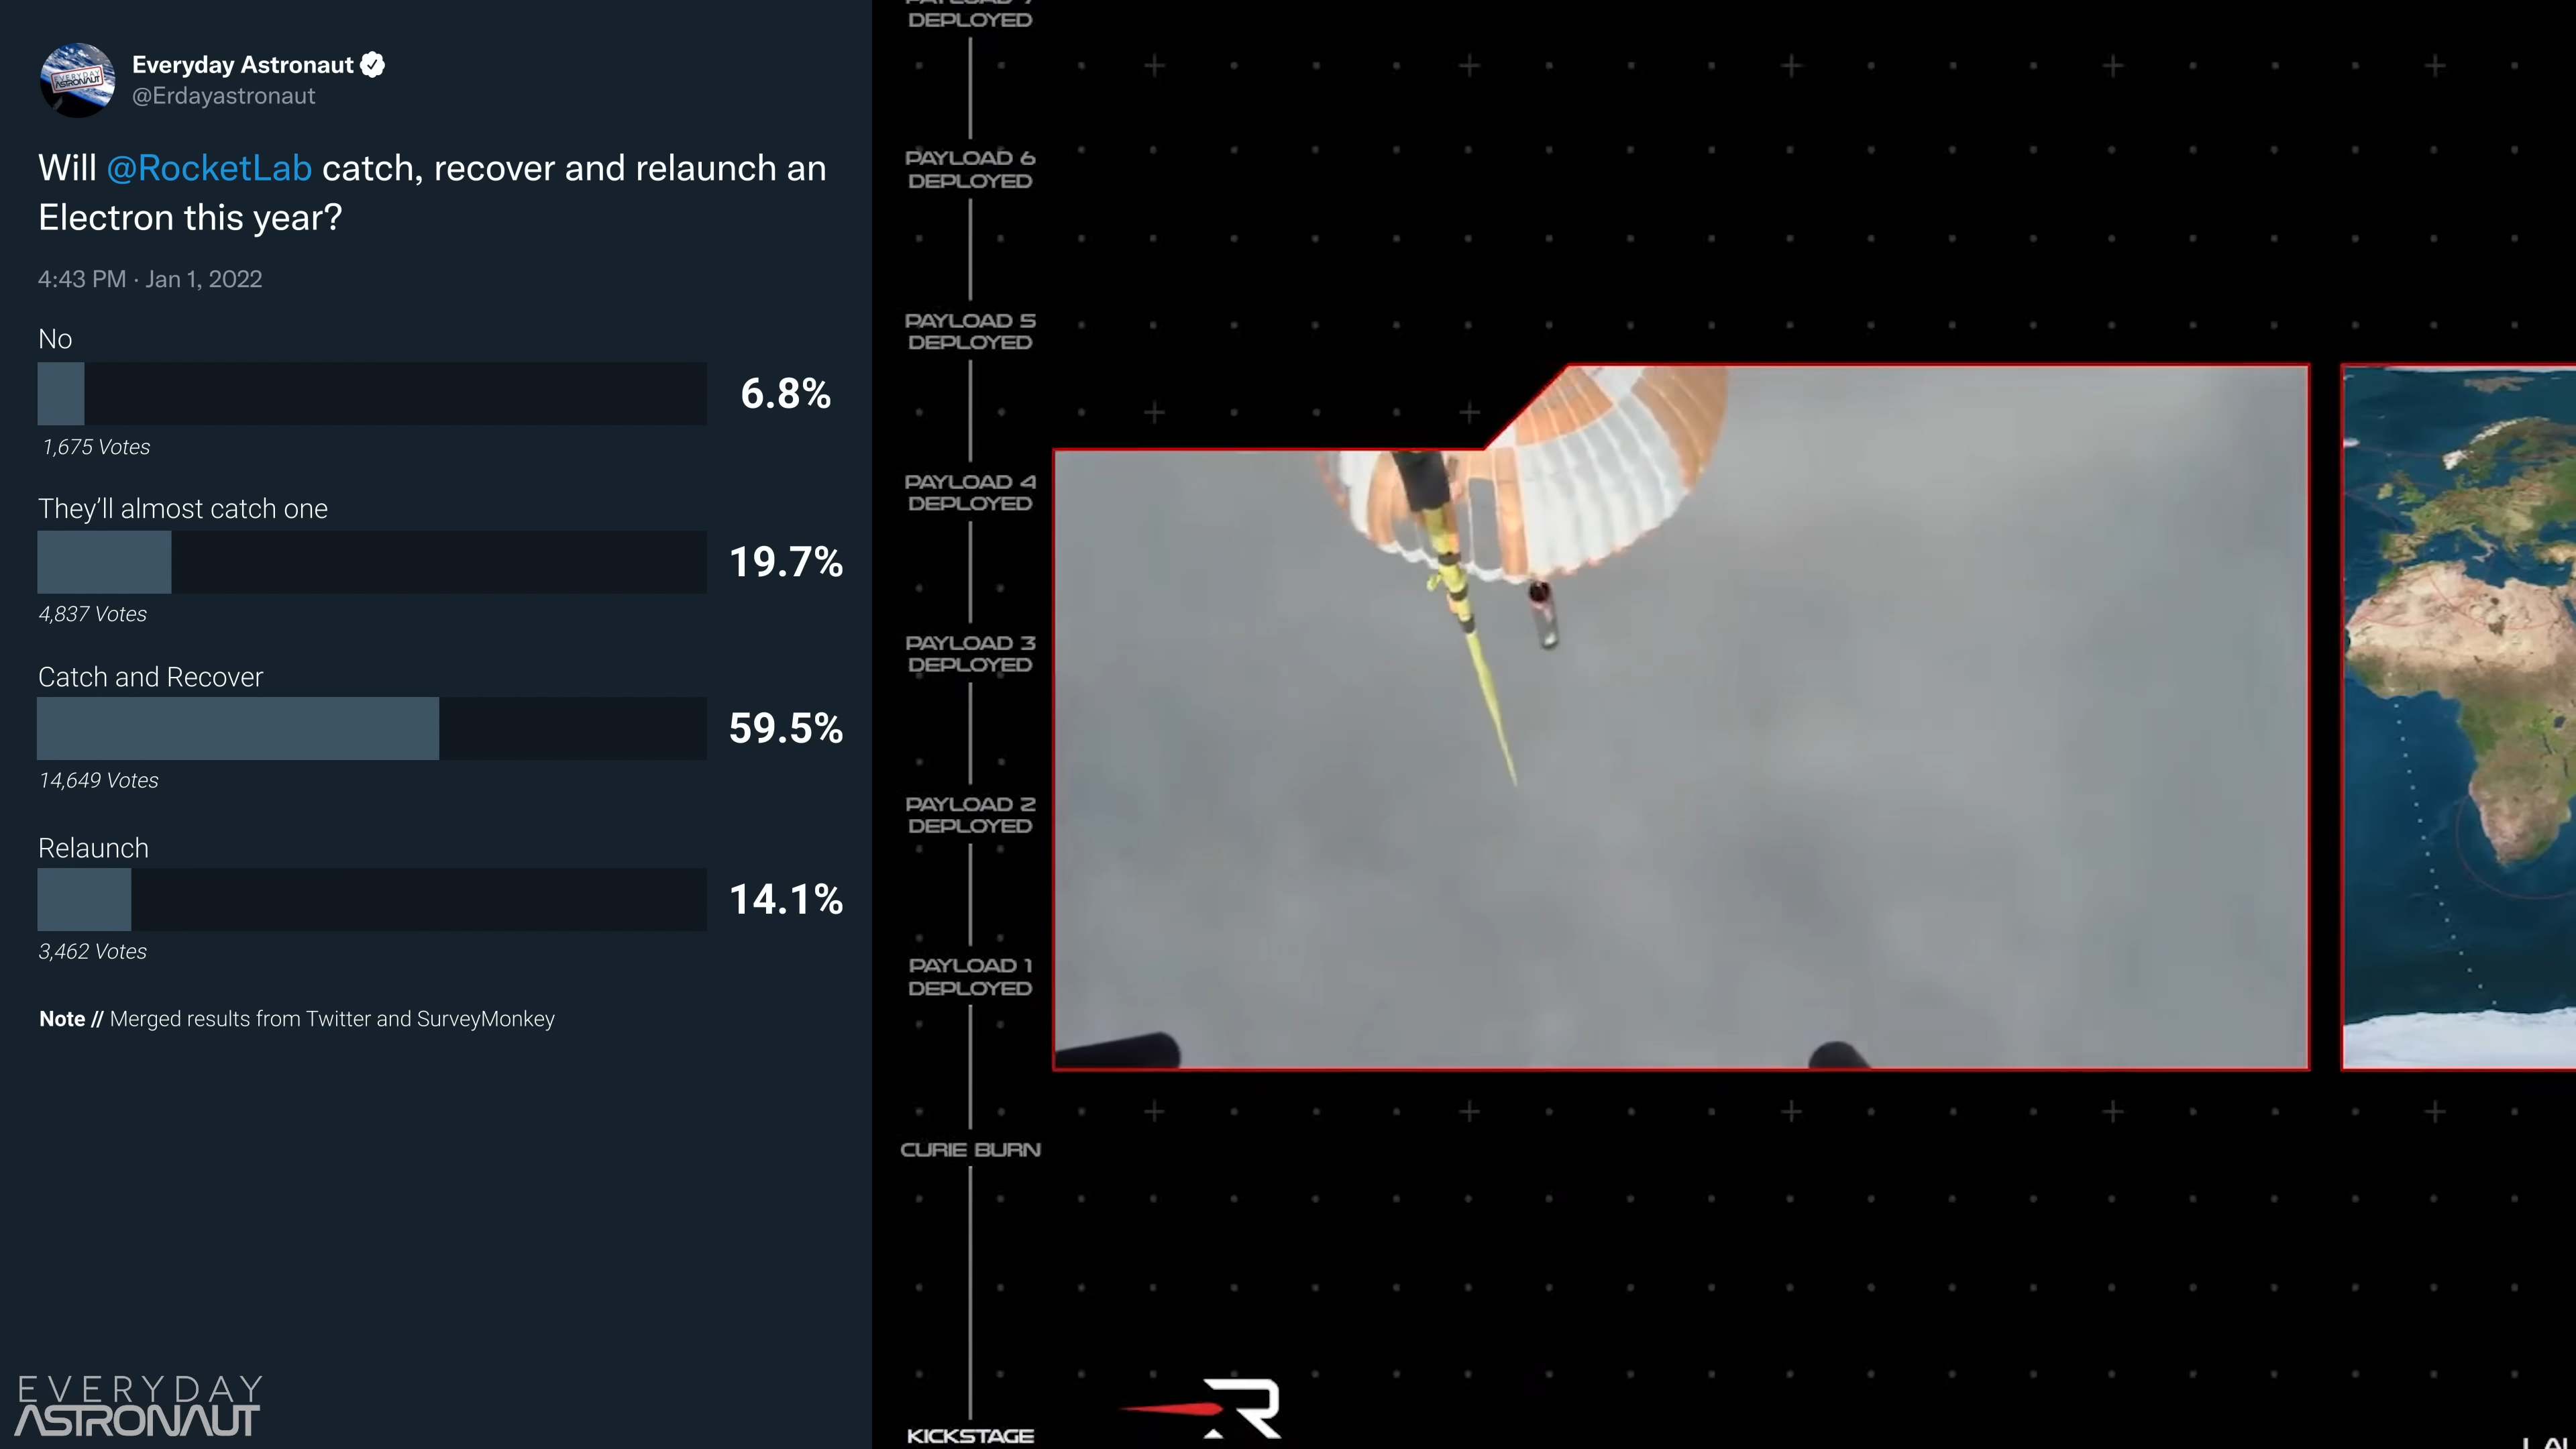 Everyday Astronaut
@Erdayastronaut
Will @RocketLab catch, recover and relaunch an
Electron this year?
4:43 PM · Jan 1, 2022
No
6.8%
1,675 Votes
They'll almost catch one
19.7%
4,837 Votes
Catch and Recover
59.5%
14,649 Votes
Relaunch
14.1%
3,462 Votes
Note // Merged results from Twitter and SurveyMonkey
EVERYDAY
ASTRONAUT
DEPLOYED
PAYLOAD 6
DEPLOYED
PAYLOAD 5
DEPLOYED
PAYLOAD 4
DEPLOYED
PAYLOAD 3
DEPLOYED
PAYLOAD 2
DEPLOYED
PAYLOAD 1
DEPLOYED
CURIE BURN
KICKSTAGE
R